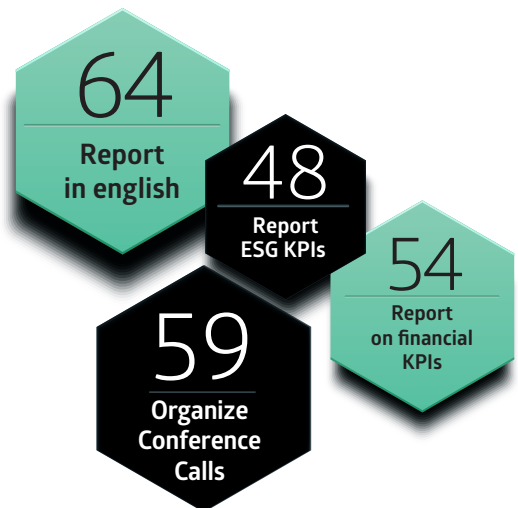 64
Report
in english
48
Report
ESG KPIs
54
Report
on financial
KPIs
59
Organize
Conference
Calls